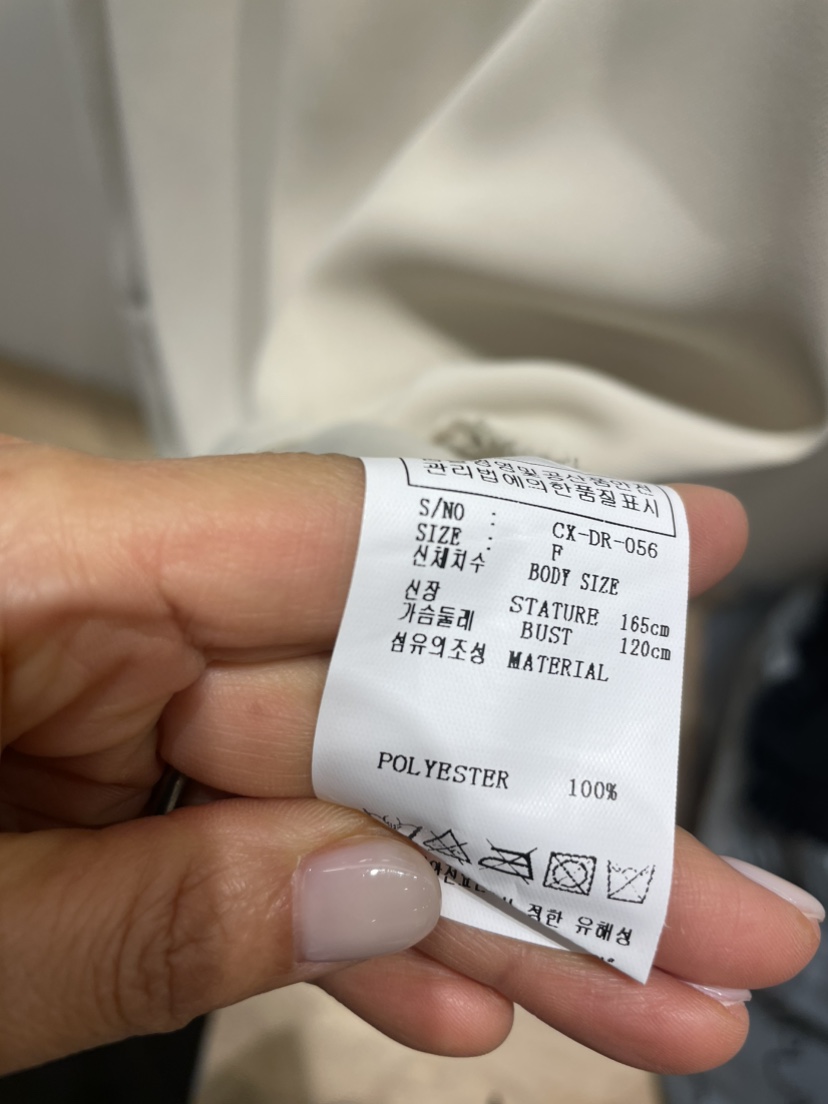 관리법에의한품질표시
S/NO : CX-DR-056
SIZE : F
신체치수 BODY SIZE
신장 STATURE 165cm
가슴둘레 BUST 120cm
섬유의조성 MATERIAL
POLYESTER 100%
정한 유해성